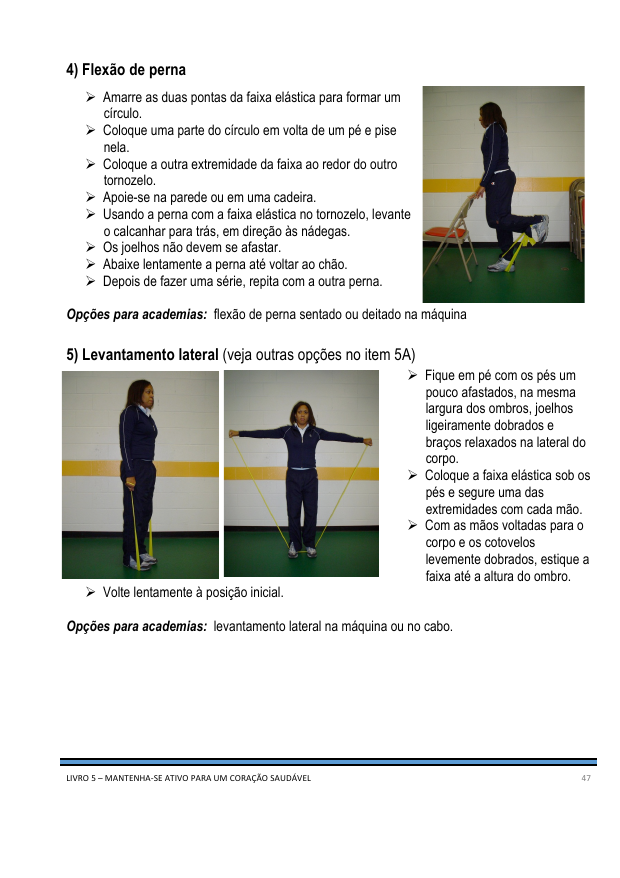 4) Flexão de perna
➢ Amarre as duas pontas da faixa elástica para formar um
círculo.
➢ Coloque uma parte do círculo em volta de um pé e pise
nela.
➢ Coloque a outra extremidade da faixa ao redor do outro
tornozelo.
➢ Apoie-se na parede ou em uma cadeira.
➢ Usando a perna com a faixa elástica no tornozelo, levante
o calcanhar para trás, em direção às nádegas.
➢ Os joelhos não devem se afastar.
➢ Abaixe lentamente a perna até voltar ao chão.
➢ Depois de fazer uma série, repita com a outra perna.
Opções para academias: flexão de perna sentado ou deitado na máquina
5) Levantamento lateral (veja outras opções no item 5A)
➢ Fique em pé com os pés um
pouco afastados, na mesma
largura dos ombros, joelhos
ligeiramente dobrados e
braços relaxados na lateral do
corpo.
➢ Coloque a faixa elástica sob os
pés e segure uma das
extremidades com cada mão.
➢ Com as mãos voltadas para o
corpo e os cotovelos
levemente dobrados, estique a
faixa até a altura do ombro.
➢ Volte lentamente à posição inicial.
Opções para academias: levantamento lateral na máquina ou no cabo.
LIVRO 5 – MANTENHA-SE ATIVO PARA UM CORAÇÃO SAUDÁVEL 47